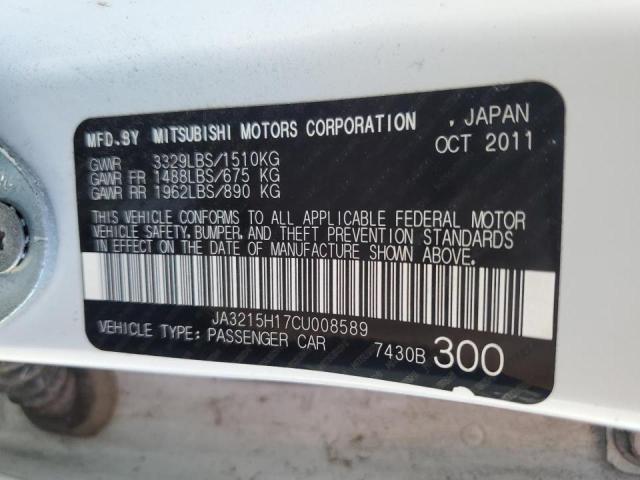 MFD.BY MITSUBISHI MOTORS CORPORATION , JAPAN
OCT 2011
GVWR 3329LBS/1510KG
GAWR FR 1488LBS/675 KG
GAWR RR 1962LBS/890 KG
THIS VEHICLE CONFORMS TO ALL APPLICABLE FEDERAL MOTOR
VEHICLE SAFETY, BUMPER, AND THEFT PREVENTION STANDARDS
IN EFFECT ON THE DATE OF MANUFACTURE SHOWN ABOVE.
JA3215H17CU008589
VEHICLE TYPE: PASSENGER CAR 7430B 300